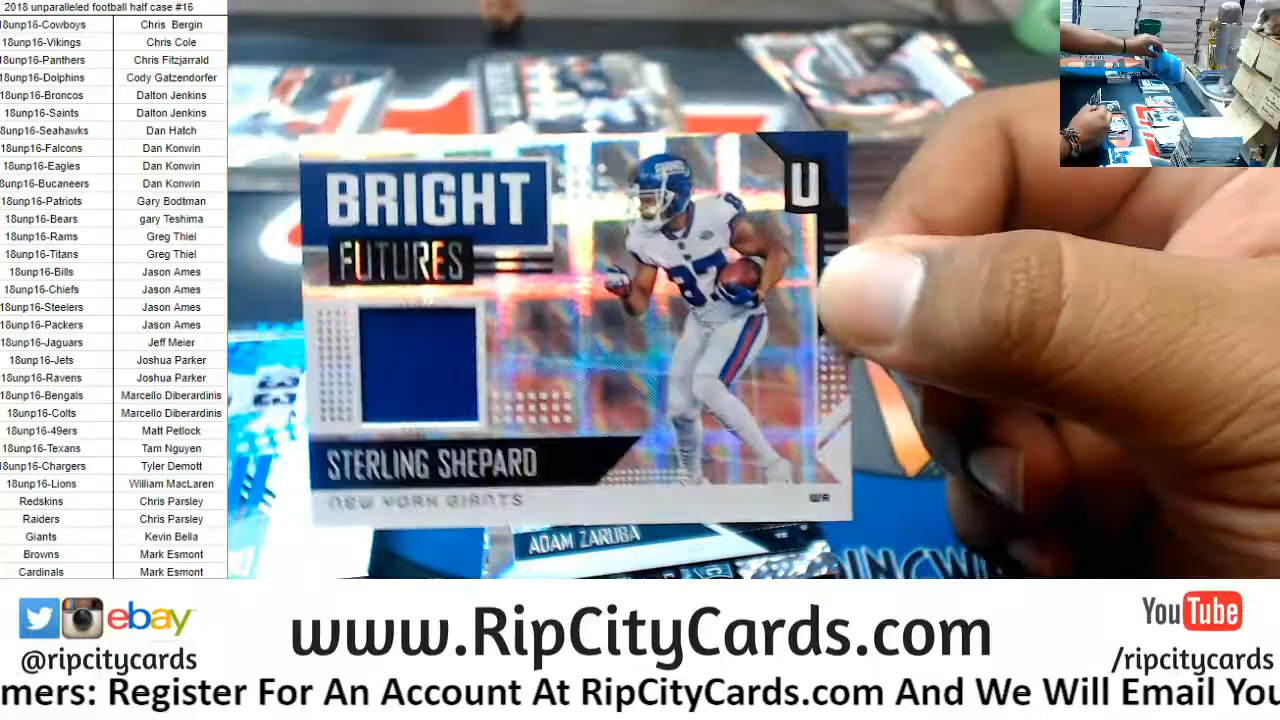 2018 unparalleled football half case #16
18unp16-Cowboys Chris Bergin
18unp16-Vikings Chris Cole
18unp16-Panthers Chris Fitzjarrald
18unp16-Dolphins Cody Gatzendorfer
18unp16-Broncos Dalton Jenkins
18unp16-Saints Dalton Jenkins
8unp16-Seahawks Dan Hatch
18unp16-Falcons Dan Konwin
18unp16-Eagles Dan Konwin
8unp16-Bucaneers Dan Konwin
18unp16-Patriots Gary Bodtman
18unp16-Bears gary Teshima
18unp16-Rams Greg Thiel
18unp16-Titans Greg Thiel
18unp16-Bills Jason Ames
18unp16-Chiefs Jason Ames
18unp16-Steelers Jason Ames
18unp16-Packers Jason Ames
18unp16-Jaguars Jeff Meier
18unp16-Jets Joshua Parker
18unp16-Ravens Joshua Parker
18unp16-Bengals Marcello Diberardinis
18unp16-Colts Marcello Diberardinis
18unp16-49ers Matt Petlock
18unp16-Texans Tam Nguyen
18unp16-Chargers Tyler Demott
18unp16-Lions William MacLaren
Redskins Chris Parsley
Raiders Chris Parsley
Giants Kevin Bella
Browns Mark Esmont
Cardinals Mark Esmont
BRIGHT
FUTURES
U
87
STERLING SHEPARD
NEW YORK GIANTS
WR
ADAM ZARUBA
TE
ebay
@ripcitycards
www.RipCityCards.com
YouTube
/ripcitycards
mers: Register For An Account At RipCityCards.com And We Will Email You